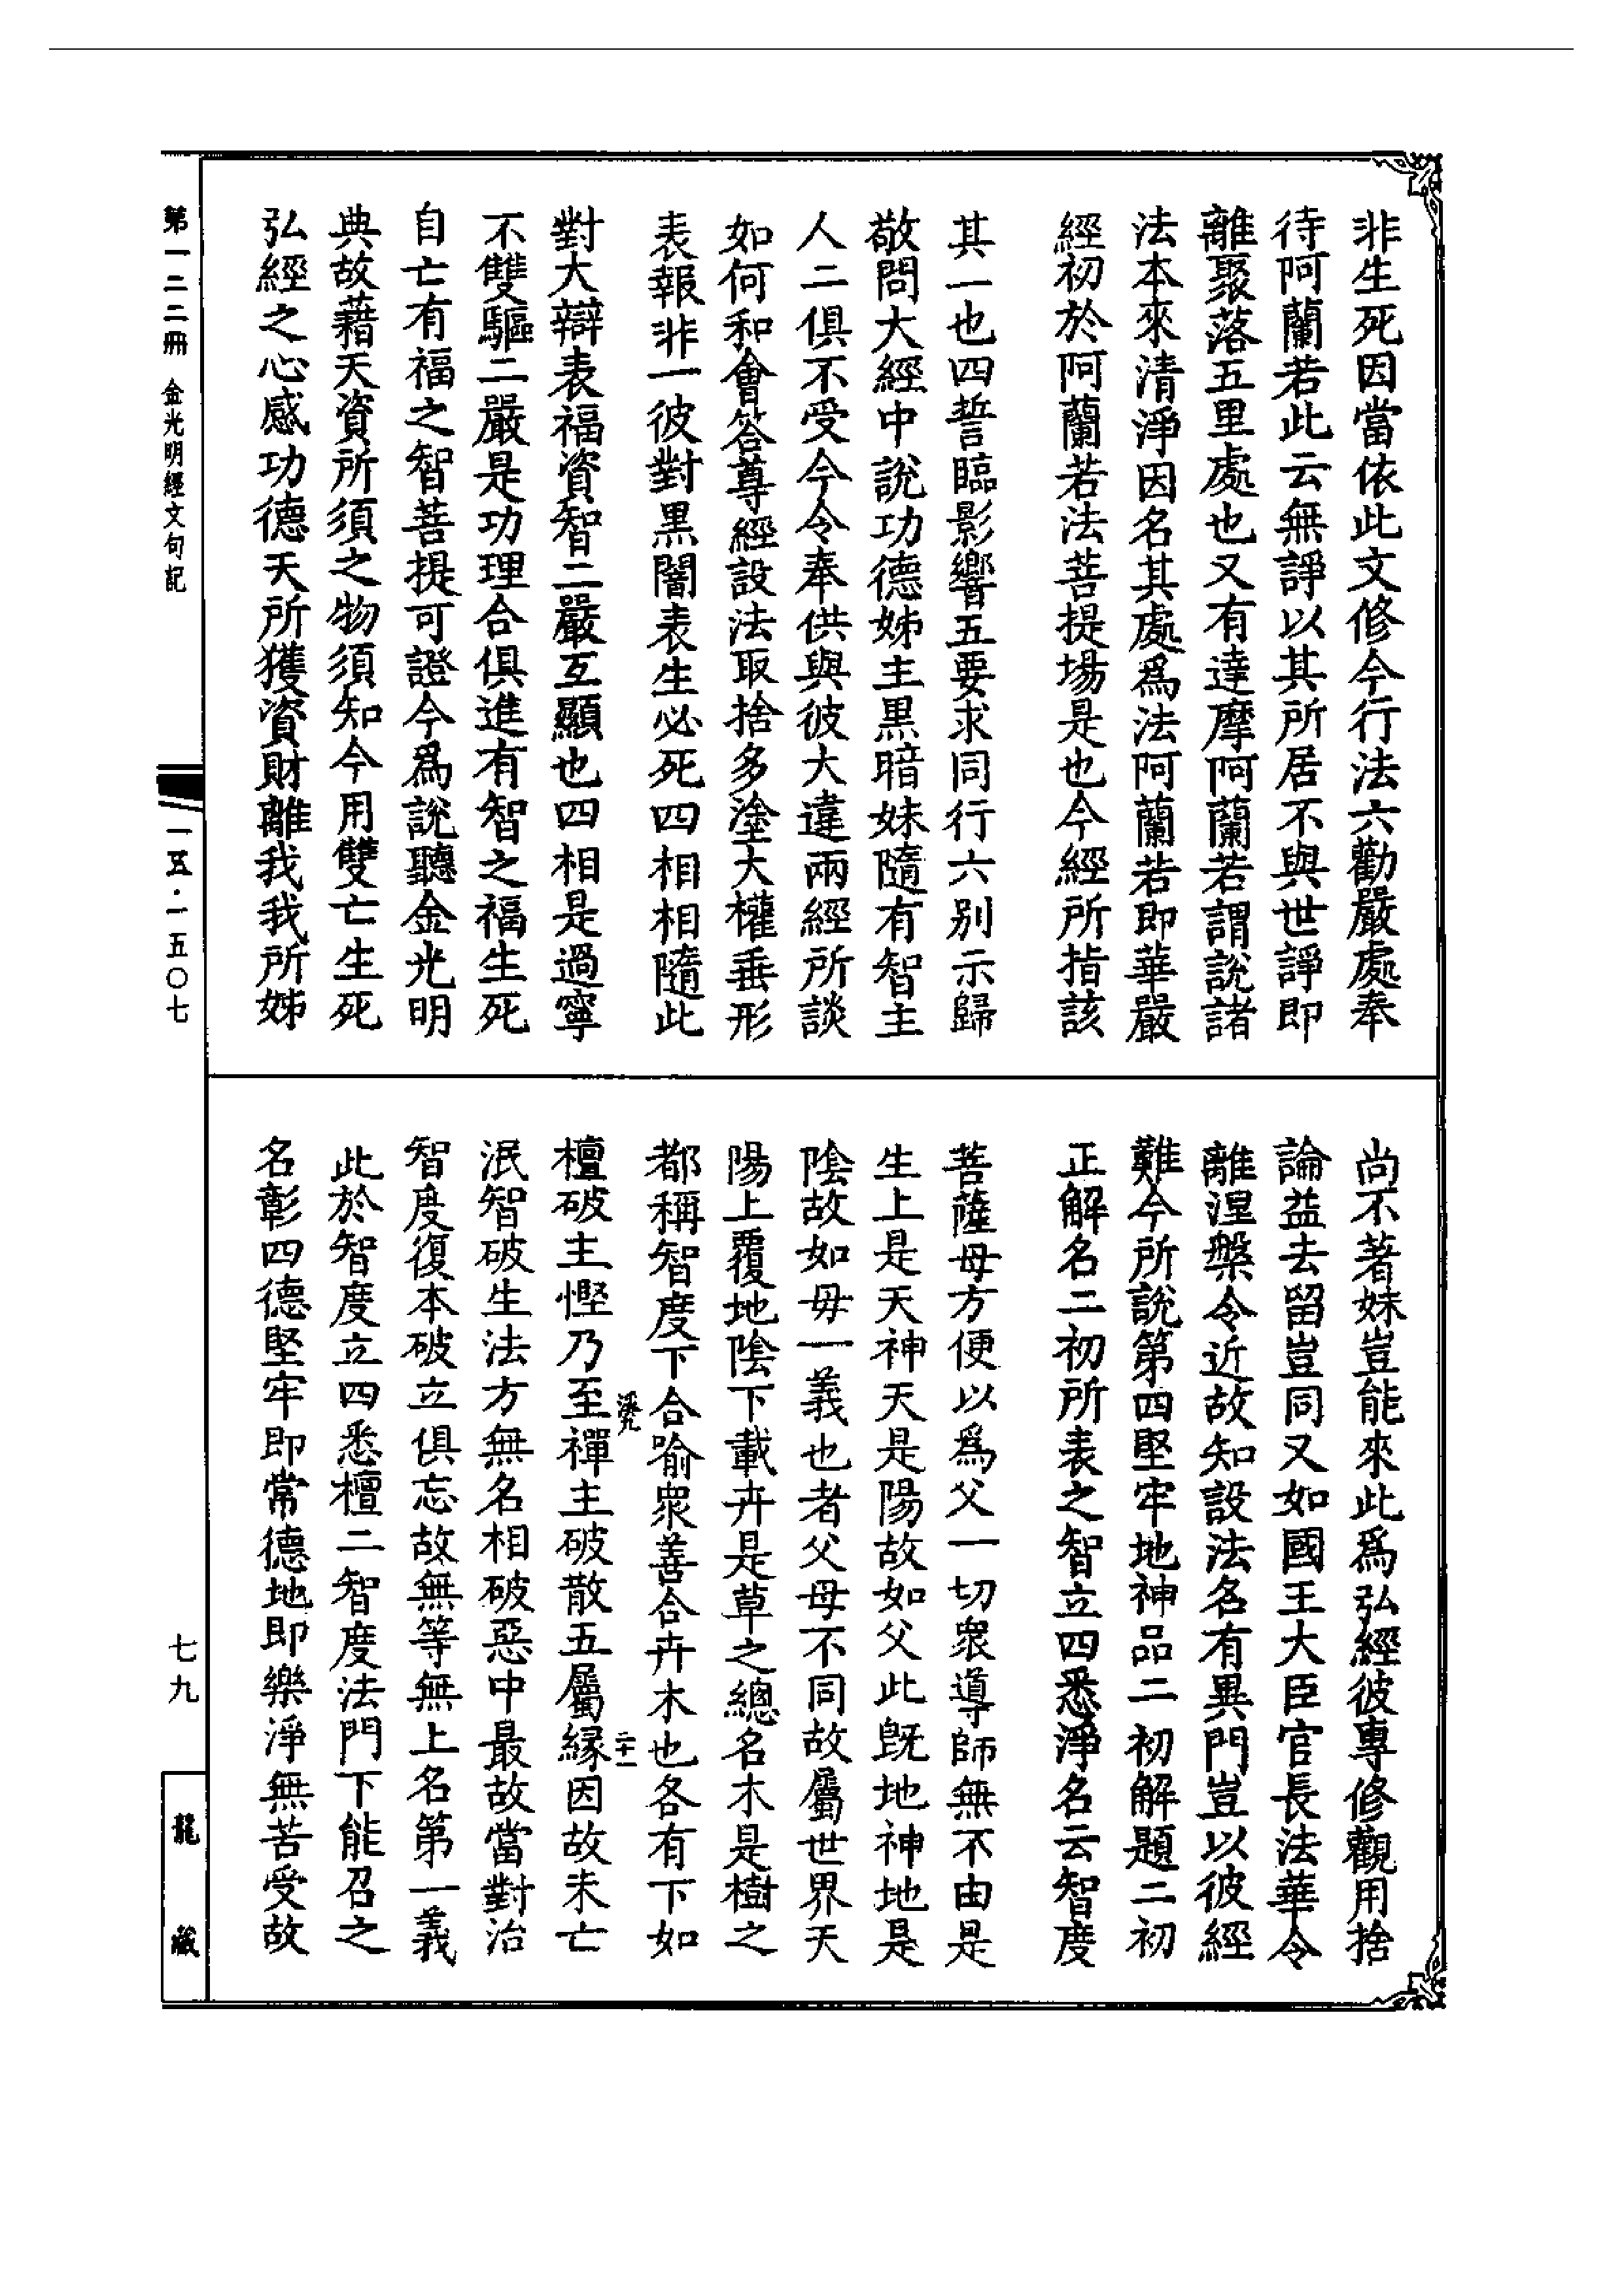 非生死因當依此文修今行法六勸嚴處奉
待阿蘭若此云無諍以其所居不與世諍即
離聚落五里處也又有達摩阿蘭若謂說諸
法本來清淨因名其處爲法阿蘭若即華嚴
經初於阿蘭若法菩提場是也今經所指該
其一也四誓臨影響五要求同行六別示歸
敬問大經中說功德姊主黑暗妹隨有智主
人二俱不受今令奉供與彼大違兩經所談
如何和會答尊經設法取捨多塗大權垂形
表報非一彼對黑闇表生必死四相相隨此
對大辯表福資智二嚴互顯也四相是過寧
不雙驅二嚴是功理合俱進有智之福生死
自亡有福之智菩提可證今爲說聽金光明
典故藉天資所須之物須知今用雙亡生死
弘經之心感功德天所獲資財離我我所姊
尚不著妹豈能來此爲弘經彼專修觀用捨
論益去留豈同又如國王大臣官長法華令
離涅槃令近故知設法名有異門豈以彼經
難今所說第四堅牢地神品二初解題二初
正解名二初所表之智立四悉淨名云智度
菩薩母方便以爲父一切衆導師無不由是
生上是天神天是陽故如父此旣地神地是
陰故如毋一義也者父母不同故屬世界天
陽上覆地陰下載卉是草之總名木是樹之
都稱智度下合喻衆善合卉木也各有下如
檀破主慳乃至禪主破散五屬緣因故未亡
泯智破生法方無名相破惡中最故當對治
智度復本破立俱忘故無等無上名第一義
此於智度立四悉檀二智度法門下能召之
名彰四德堅牢即常德地即樂淨無苦受故
二十一
第一二二冊 金光明經文句記
一五·一五〇七
七九
龍藏